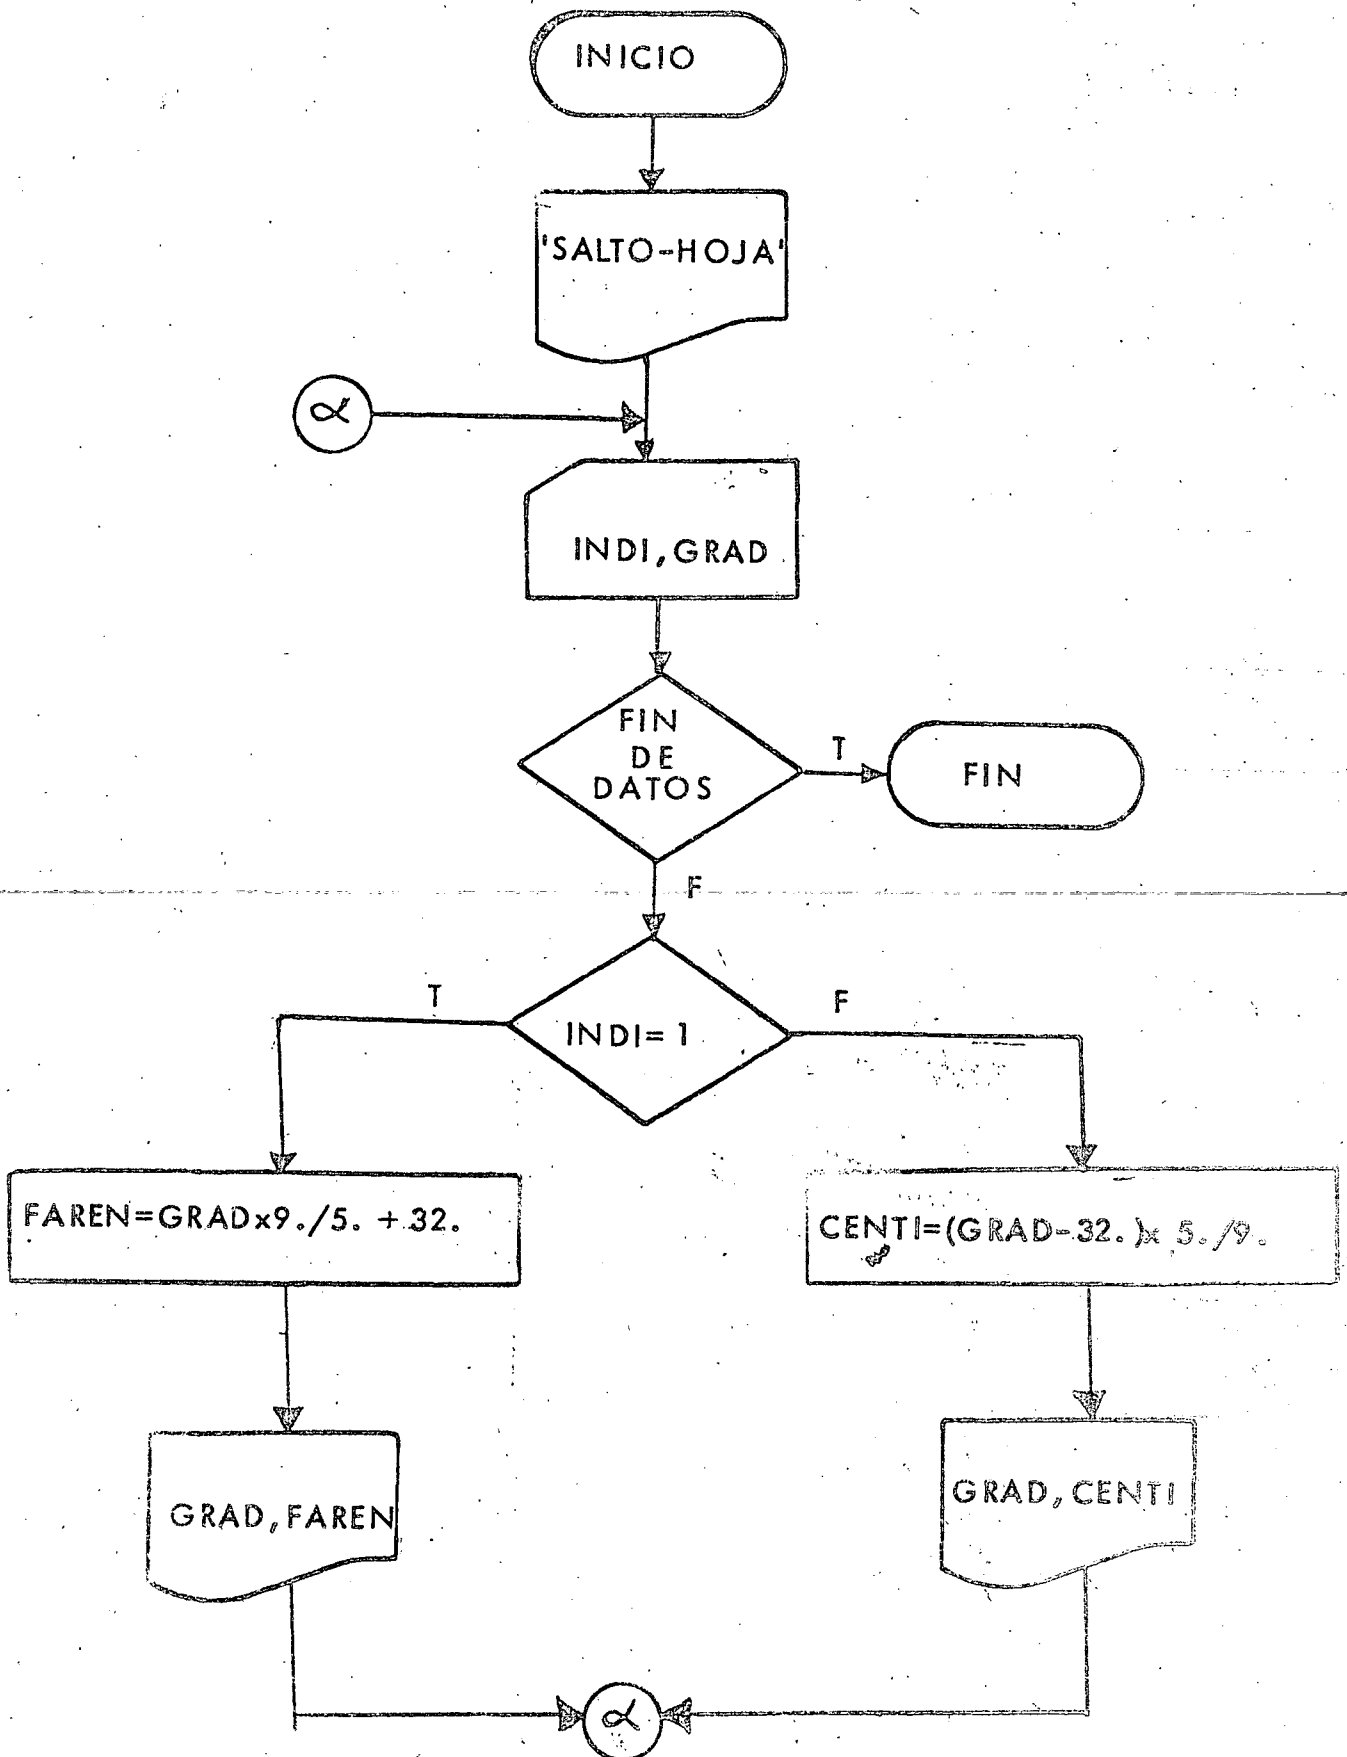 INICIO
'SALTO-HOJA'
α
INDI, GRAD
FIN
DE
DATOS
T
FIN
F
INDI= 1
T
F
FAREN=GRADx9./5. + 32.
CENTI=(GRAD-32.)x 5./9.
GRAD, FAREN
GRAD, CENTI
α